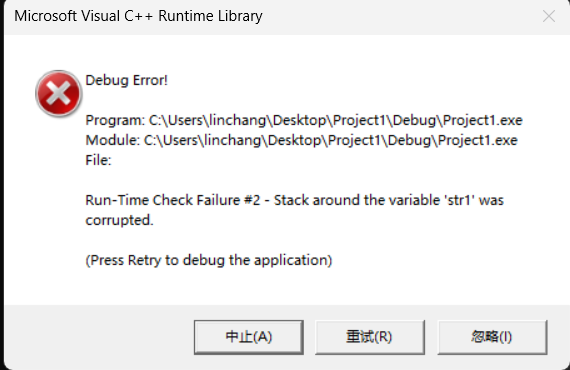 Microsoft Visual C++ Runtime Library
Debug Error!
Program: C:\Users\linchang\Desktop\Project1\Debug\Project1.exe
Module: C:\Users\linchang\Desktop\Project1\Debug\Project1.exe
File:
Run-Time Check Failure #2 - Stack around the variable 'str1' was
corrupted.
(Press Retry to debug the application)
中止(A)
重试(R)
忽略(I)